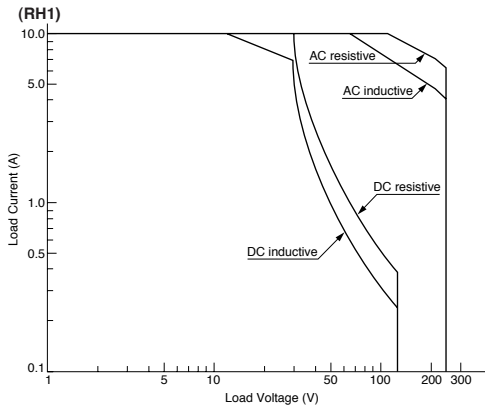 (RH1)
10.0
AC resistive
5.0
AC inductive
Load Current (A)
DC resistive
1.0
0.5
DC inductive
0.1
1 5 10 50 100 200 300
Load Voltage (V)